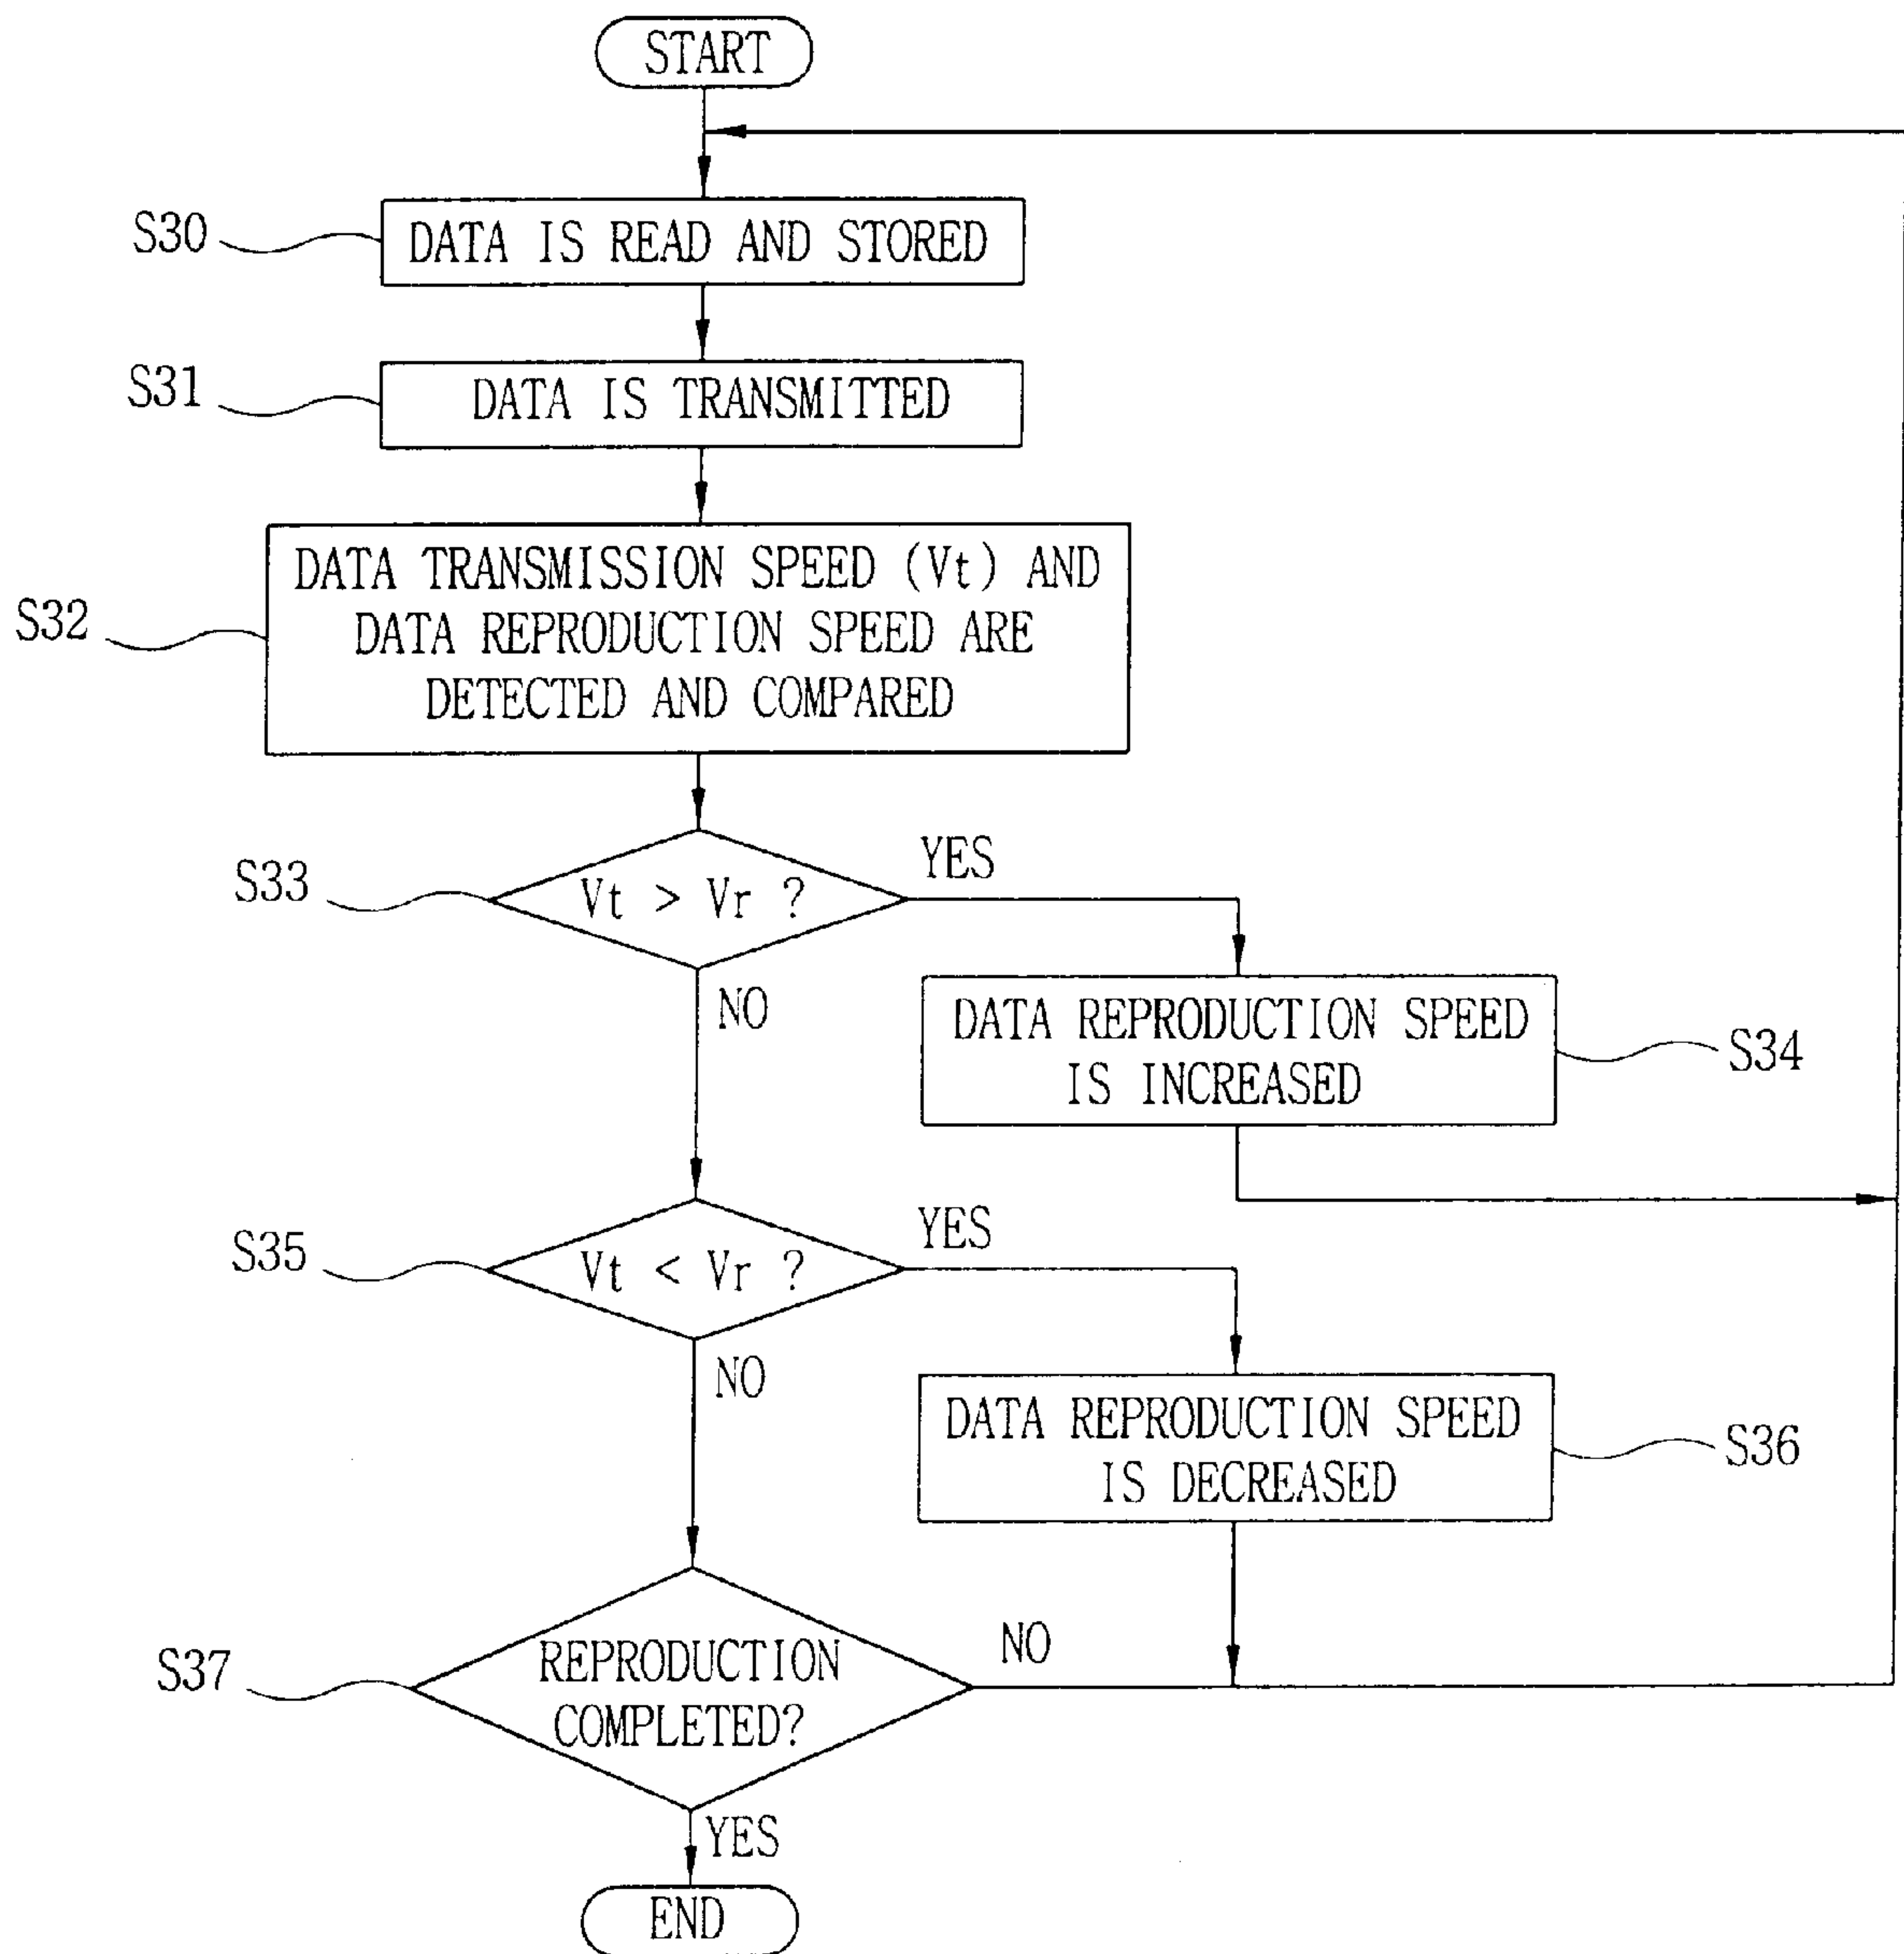 START
S30
DATA IS READ AND STORED
S31
DATA IS TRANSMITTED
S32
DATA TRANSMISSION SPEED (Vt) AND
DATA REPRODUCTION SPEED ARE
DETECTED AND COMPARED
S33
Vt > Vr ?
YES
NO
DATA REPRODUCTION SPEED
IS INCREASED
S34
S35
Vt < Vr ?
YES
NO
DATA REPRODUCTION SPEED
IS DECREASED
S36
S37
REPRODUCTION
COMPLETED?
NO
YES
END